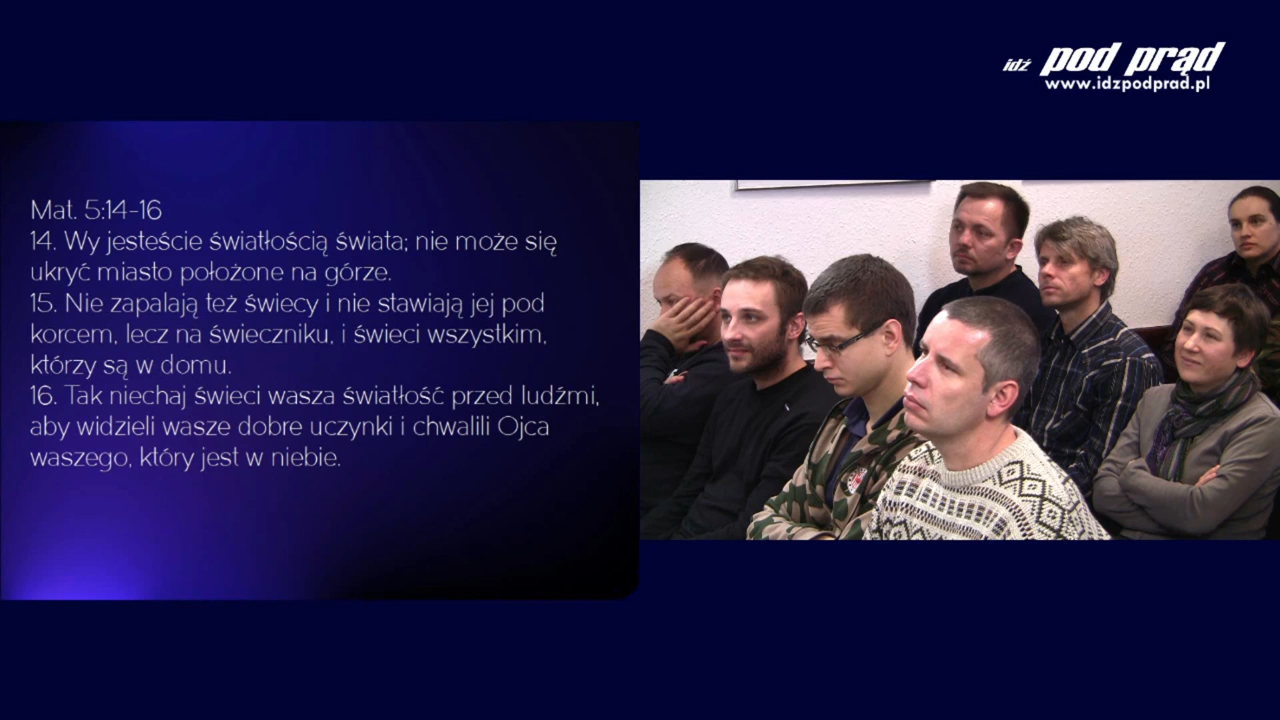 idź pod prąd
www.idzpodprad.pl
Mat. 5:14-16
14. Wy jesteście światłością świata; nie może się
ukryć miasto położone na górze.
15. Nie zapalają też świecy i nie stawiają jej pod
korcem, lecz na świeczniku, i świeci wszystkim,
którzy są w domu.
16. Tak niechaj świeci wasza światłość przed ludźmi,
aby widzieli wasze dobre uczynki i chwalili Ojca
waszego, który jest w niebie.